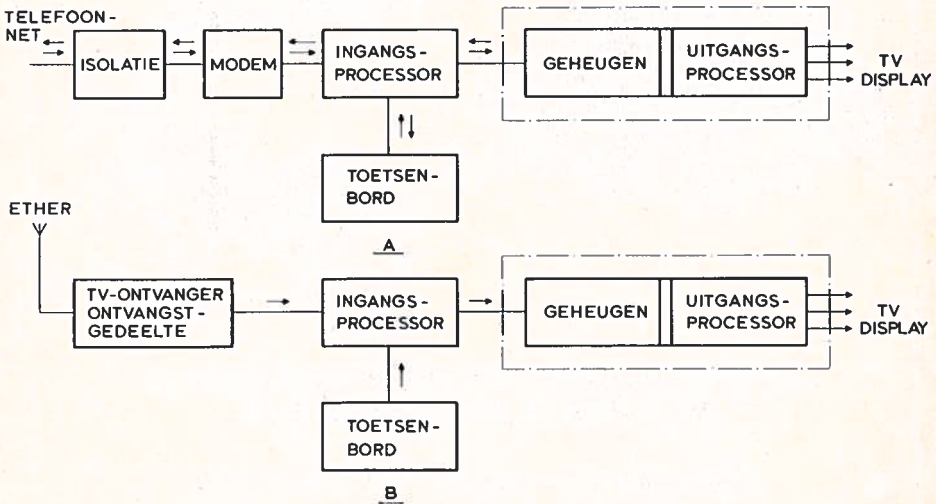 TELEFOON-
NET
ISOLATIE
MODEM
INGANGS-
PROCESSOR
GEHEUGEN
UITGANGS-
PROCESSOR
TV
DISPLAY
TOETSEN-
BORD
A
ETHER
TV-ONTVANGER
ONTVANGST-
GEDEELTE
INGANGS-
PROCESSOR
GEHEUGEN
UITGANGS-
PROCESSOR
TV
DISPLAY
TOETSEN-
BORD
B